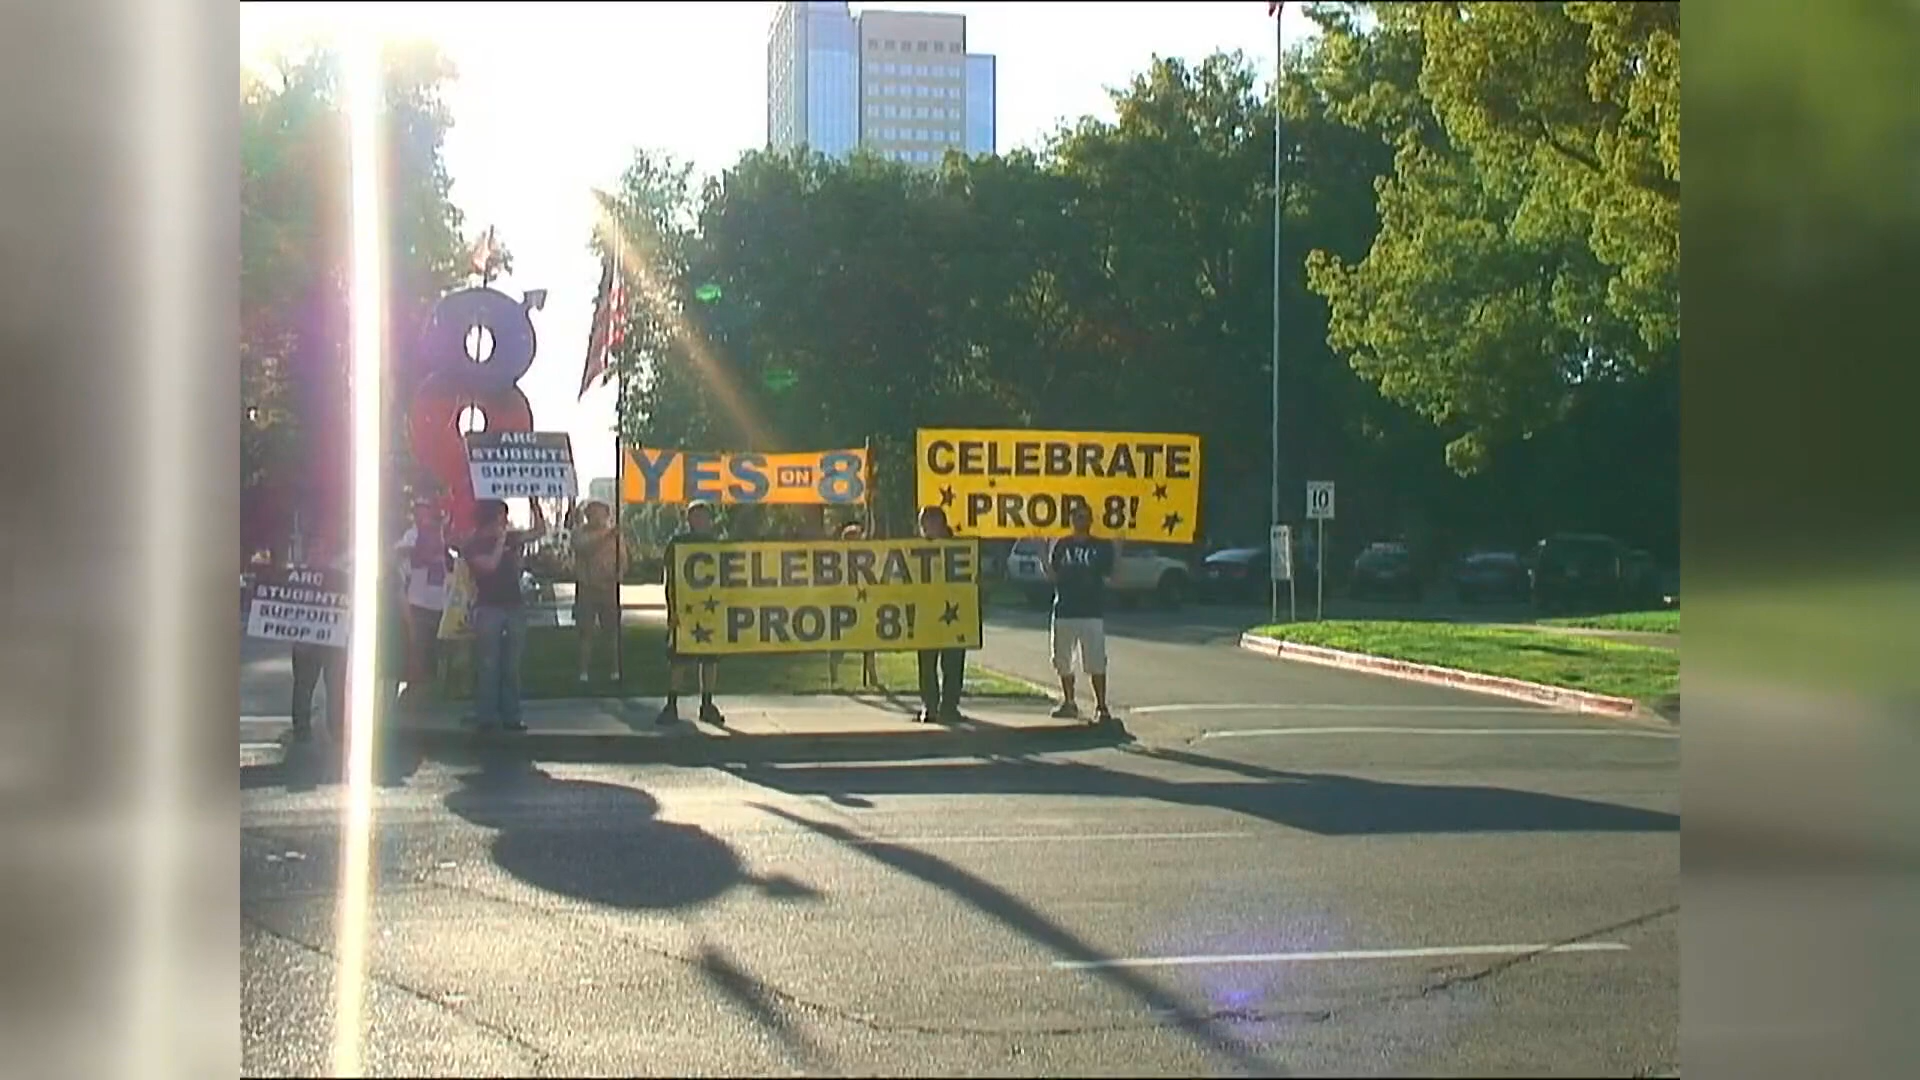 8
ARC
STUDENTS
SUPPORT
PROP 8!
YES ON 8
CELEBRATE
PROP 8!
CELEBRATE
PROP 8!
ARC
STUDENTS
SUPPORT
PROP 8!
ARC
10